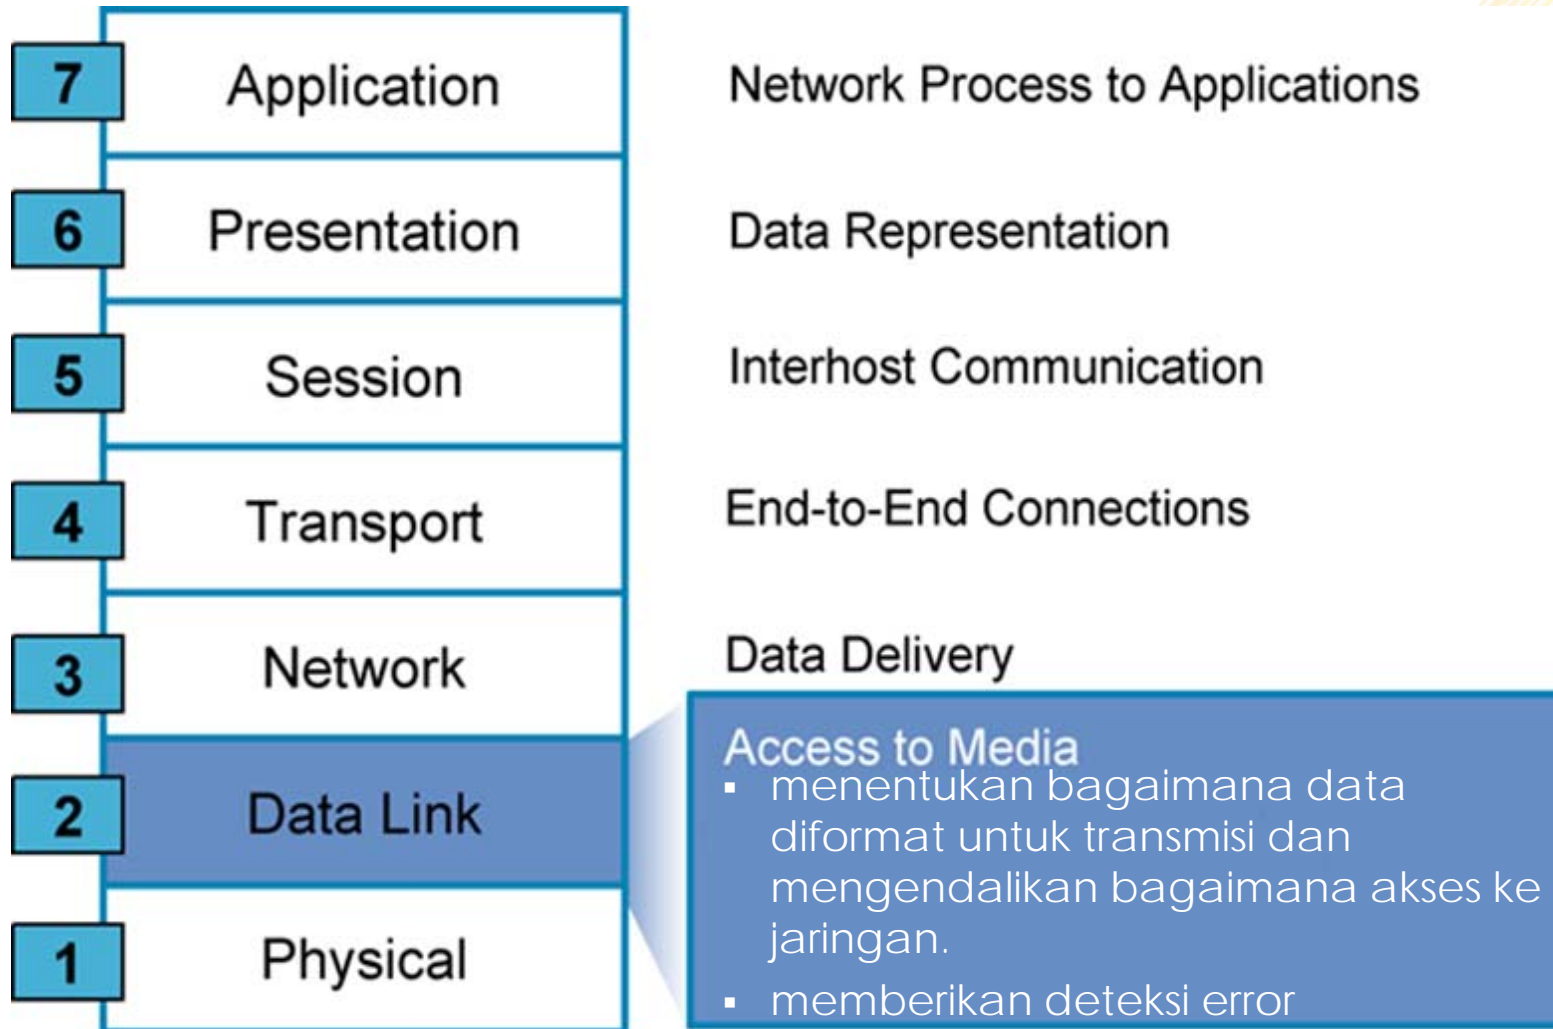 7 Application Network Process to Applications
6 Presentation Data Representation
5 Session Interhost Communication
4 Transport End-to-End Connections
3 Network Data Delivery
2 Data Link
Access to Media
▪ menentukan bagaimana data
diformat untuk transmisi dan
mengendalikan bagaimana akses ke
jaringan.
▪ memberikan deteksi error
1 Physical